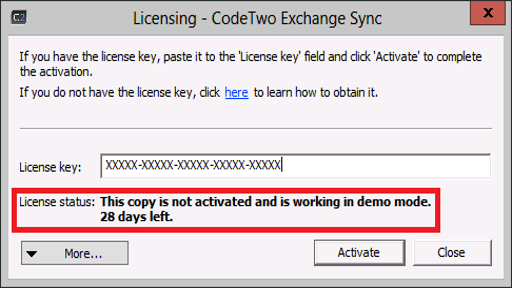 C2
Licensing - CodeTwo Exchange Sync
X
If you have the license key, paste it to the 'License key' field and click 'Activate' to complete
the activation.
If you do not have the license key, click here to learn how to obtain it.
License key: XXXXX-XXXXX-XXXXX-XXXXX-XXXXX
License status: This copy is not activated and is working in demo mode.
28 days left.
More... Activate Close